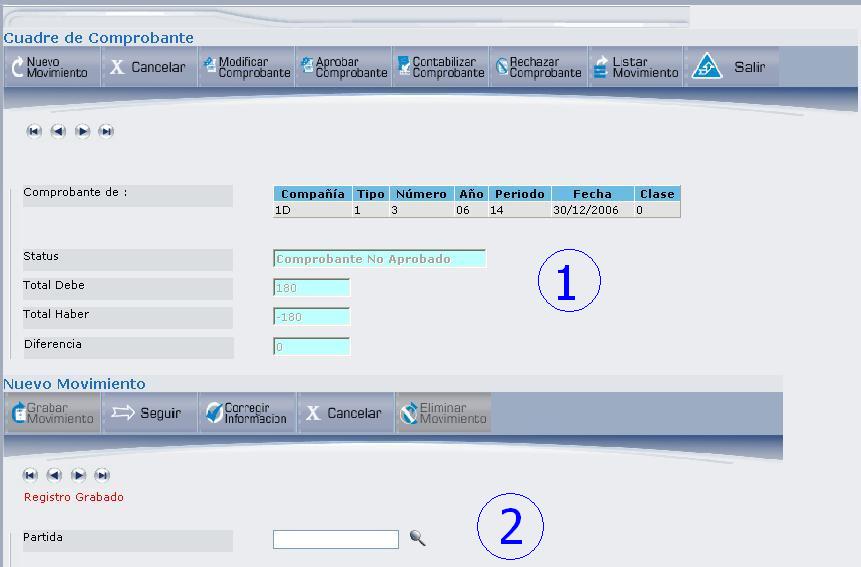 Cuadre de Comprobante
Nuevo Movimiento
Cancelar
Modificar Comprobante
Aprobar Comprobante
Contabilizar Comprobante
Rechazar Comprobante
Listar Movimiento
Salir
Comprobante de :
Compañía Tipo Número Año Periodo Fecha Clase
1D 1 3 06 14 30/12/2006 0
Status Comprobante No Aprobado
1
Total Debe 180
Total Haber -180
Diferencia 0
Nuevo Movimiento
Grabar Movimiento
Seguir
Corregir Informacion
Cancelar
Eliminar Movimiento
Registro Grabado
2
Partida